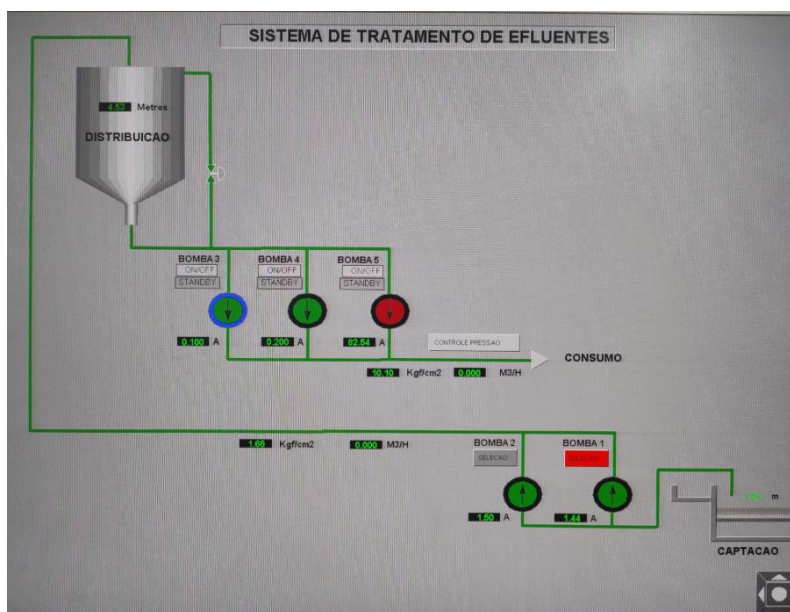 SISTEMA DE TRATAMENTO DE EFLUENTES
4.53 Metros
DISTRIBUICAO
BOMBA 3
ON/OFF
STANDBY
BOMBA 4
ON/OFF
STANDBY
BOMBA 5
ON/OFF
STANDBY
0.100 A
0.200 A
82.54 A
CONTROLE PRESSAO
CONSUMO
10.10 Kgf/cm2
0.000 M3/H
1.66 Kgf/cm2
0.000 M3/H
BOMBA 2
SELECAO
BOMBA 1
SELECAO
1.50 A
1.44 A
m
CAPTACAO